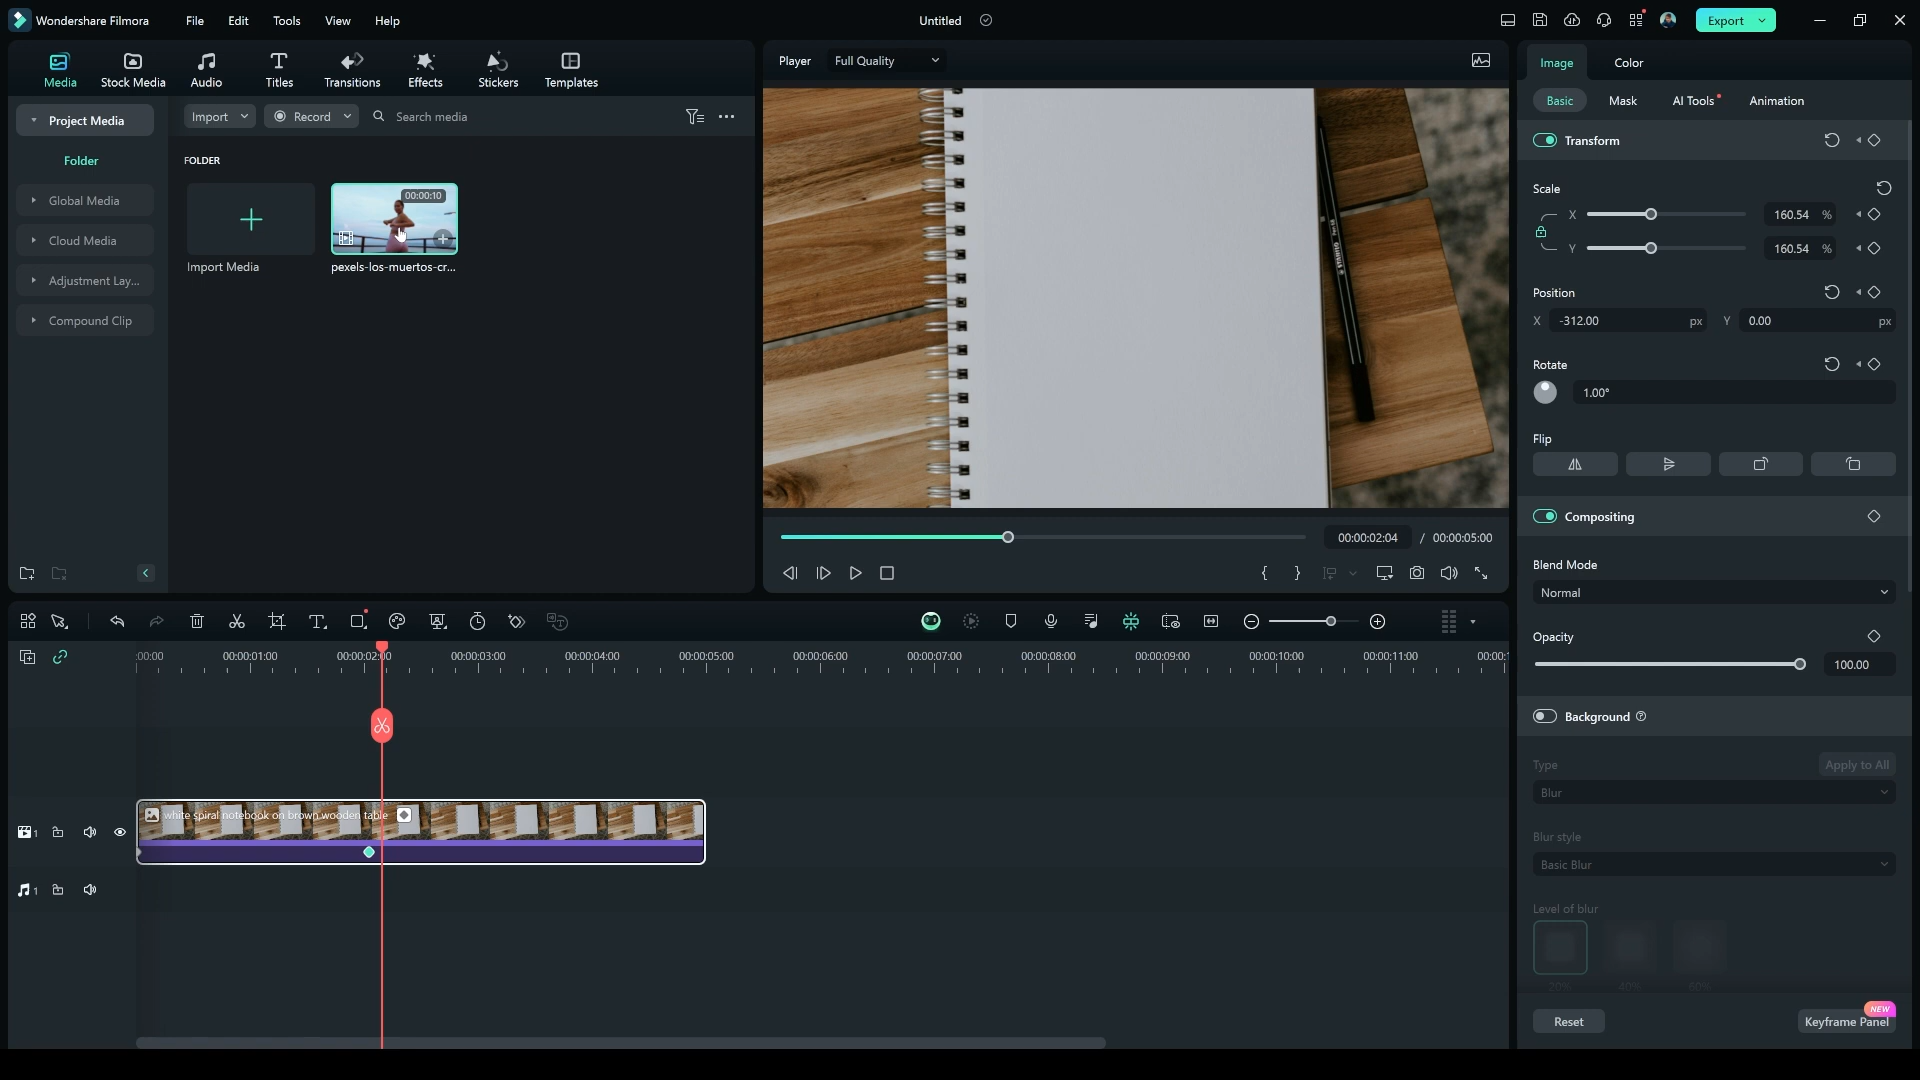 Wondershare Filmora File Edit Tools View Help Untitled Export
Media Stock Media Audio Titles Transitions Effects Stickers Templates
Project Media
Folder
Global Media
Cloud Media
Adjustment Lay...
Compound Clip
Import Record Search media
FOLDER
00:00:10
Import Media pexels-los-muertos-cr...
Player Full Quality
00:00:02:04 / 00:00:05:00
Image Color
Basic Mask AI Tools Animation
Transform
Scale
X 160.54 %
Y 160.54 %
Position
X -312.00 px Y 0.00 px
Rotate
1.00°
Flip
Compositing
Blend Mode
Normal
Opacity
100.00
Background
Type Apply to All
Blur
Blur style
Basic Blur
Level of blur
20% 40% 60%
Reset NEW Keyframe Panel
:00:00 00:00:01:00 00:00:02:00 00:00:03:00 00:00:04:00 00:00:05:00 00:00:06:00 00:00:07:00 00:00:08:00 00:00:09:00 00:00:10:00 00:00:11:00 00:00:1
white spiral notebook on brown wooden table
1
1